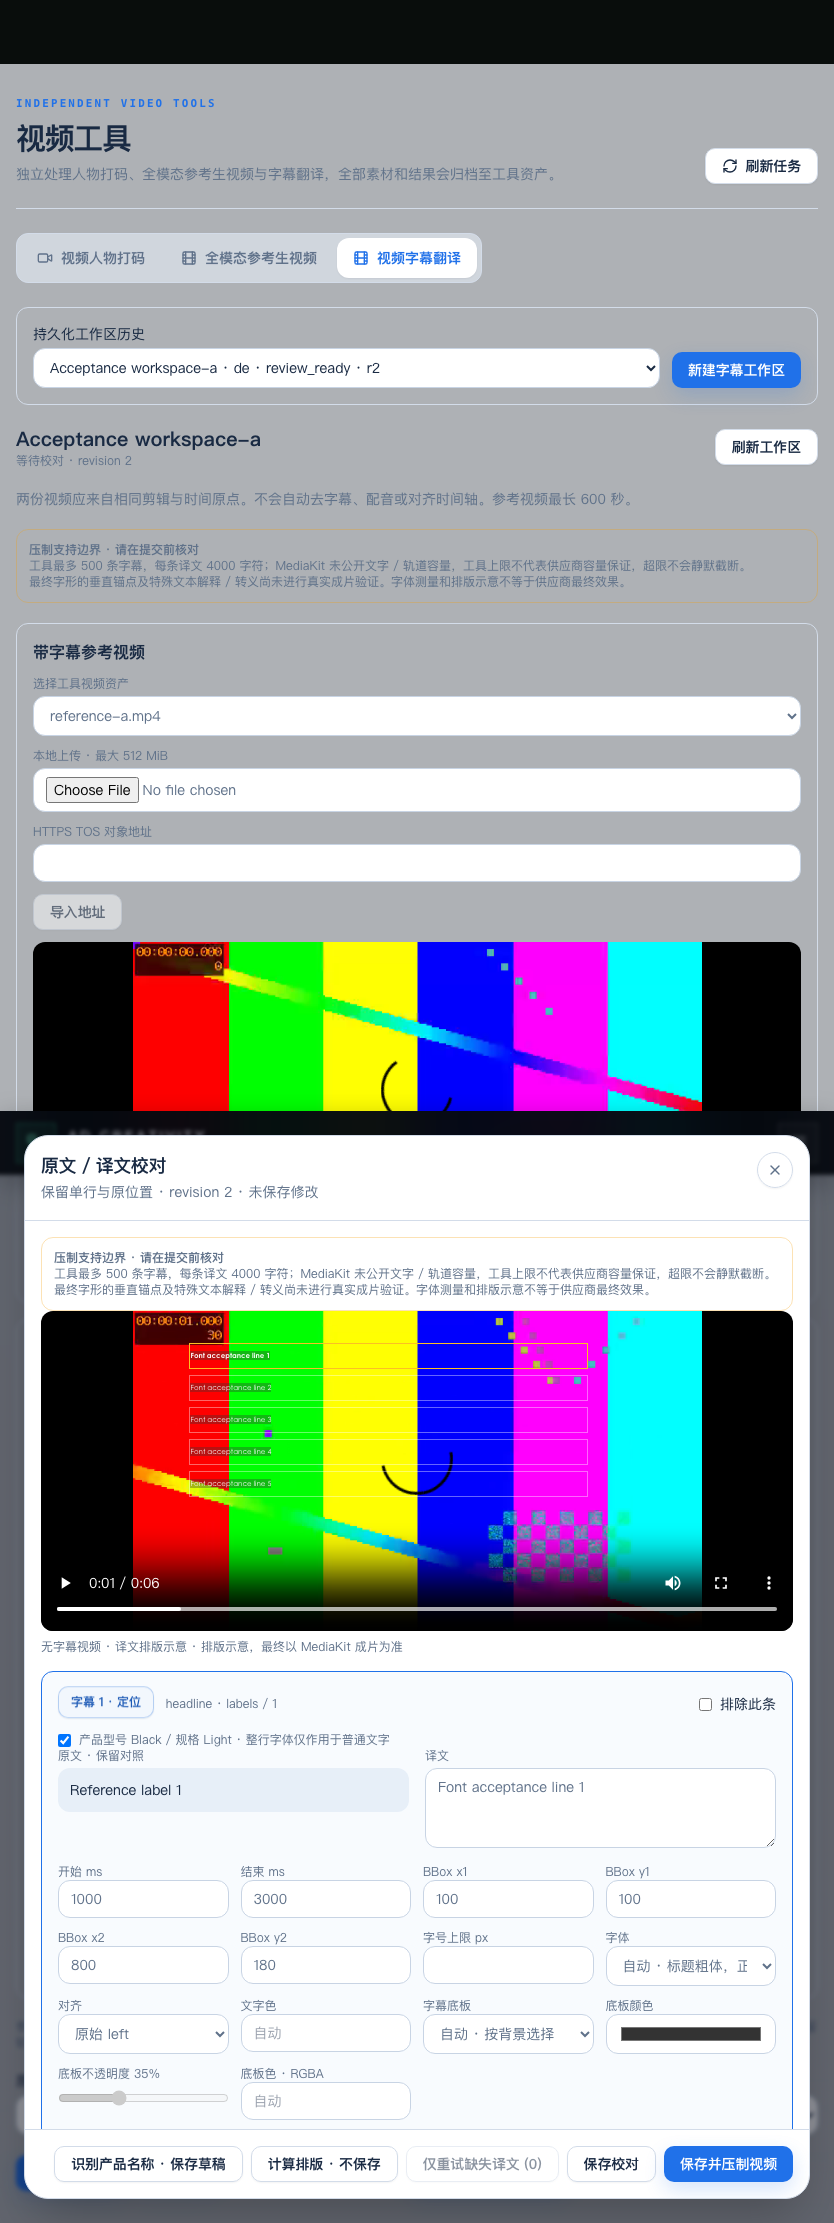 INDEPENDENT VIDEO TOOLS
视频工具
独立处理人物打码、全模态参考生视频与字幕翻译，全部素材和结果会归档至工具资产。
刷新任务
视频人物打码
全模态参考生视频
视频字幕翻译
持久化工作区历史
Acceptance workspace-a · de · review_ready · r2
新建字幕工作区
Acceptance workspace-a
等待校对 · revision 2
刷新工作区
两份视频应来自相同剪辑与时间原点。不会自动去字幕、配音或对齐时间轴。参考视频最长 600 秒。
压制支持边界 · 请在提交前核对
工具最多 500 条字幕，每条译文 4000 字符；MediaKit 未公开文字 / 轨道容量，工具上限不代表供应商容量保证，超限不会静默截断。
最终字形的垂直锚点及特殊文本解释 / 转义尚未进行真实成片验证。字体测量和排版示意不等于供应商最终效果。
带字幕参考视频
选择工具视频资产
reference-a.mp4
本地上传 · 最大 512 MiB
Choose File No file chosen
HTTPS TOS 对象地址
导入地址
00:00:00.000
0
原文 / 译文校对
保留单行与原位置 · revision 2 · 未保存修改
压制支持边界 · 请在提交前核对
工具最多 500 条字幕，每条译文 4000 字符；MediaKit 未公开文字 / 轨道容量，工具上限不代表供应商容量保证，超限不会静默截断。
最终字形的垂直锚点及特殊文本解释 / 转义尚未进行真实成片验证。字体测量和排版示意不等于供应商最终效果。
00:00:01.000
30
Font acceptance line 1
Font acceptance line 2
Font acceptance line 3
Font acceptance line 4
Font acceptance line 5
0:01 / 0:06
无字幕视频 · 译文排版示意 · 排版示意，最终以 MediaKit 成片为准
字幕 1 · 定位
headline · labels / 1
排除此条
产品型号 Black / 规格 Light · 整行字体仅作用于普通文字
原文 · 保留对照
译文
Reference label 1
Font acceptance line 1
开始 ms
结束 ms
BBox x1
BBox y1
1000
3000
100
100
BBox x2
BBox y2
字号上限 px
字体
800
180
自动 · 标题粗体，正
对齐
文字色
字幕底板
底板颜色
原始 left
自动
自动 · 按背景选择
底板不透明度 35%
底板色 · RGBA
自动
识别产品名称 · 保存草稿
计算排版 · 不保存
仅重试缺失译文 (0)
保存校对
保存并压制视频